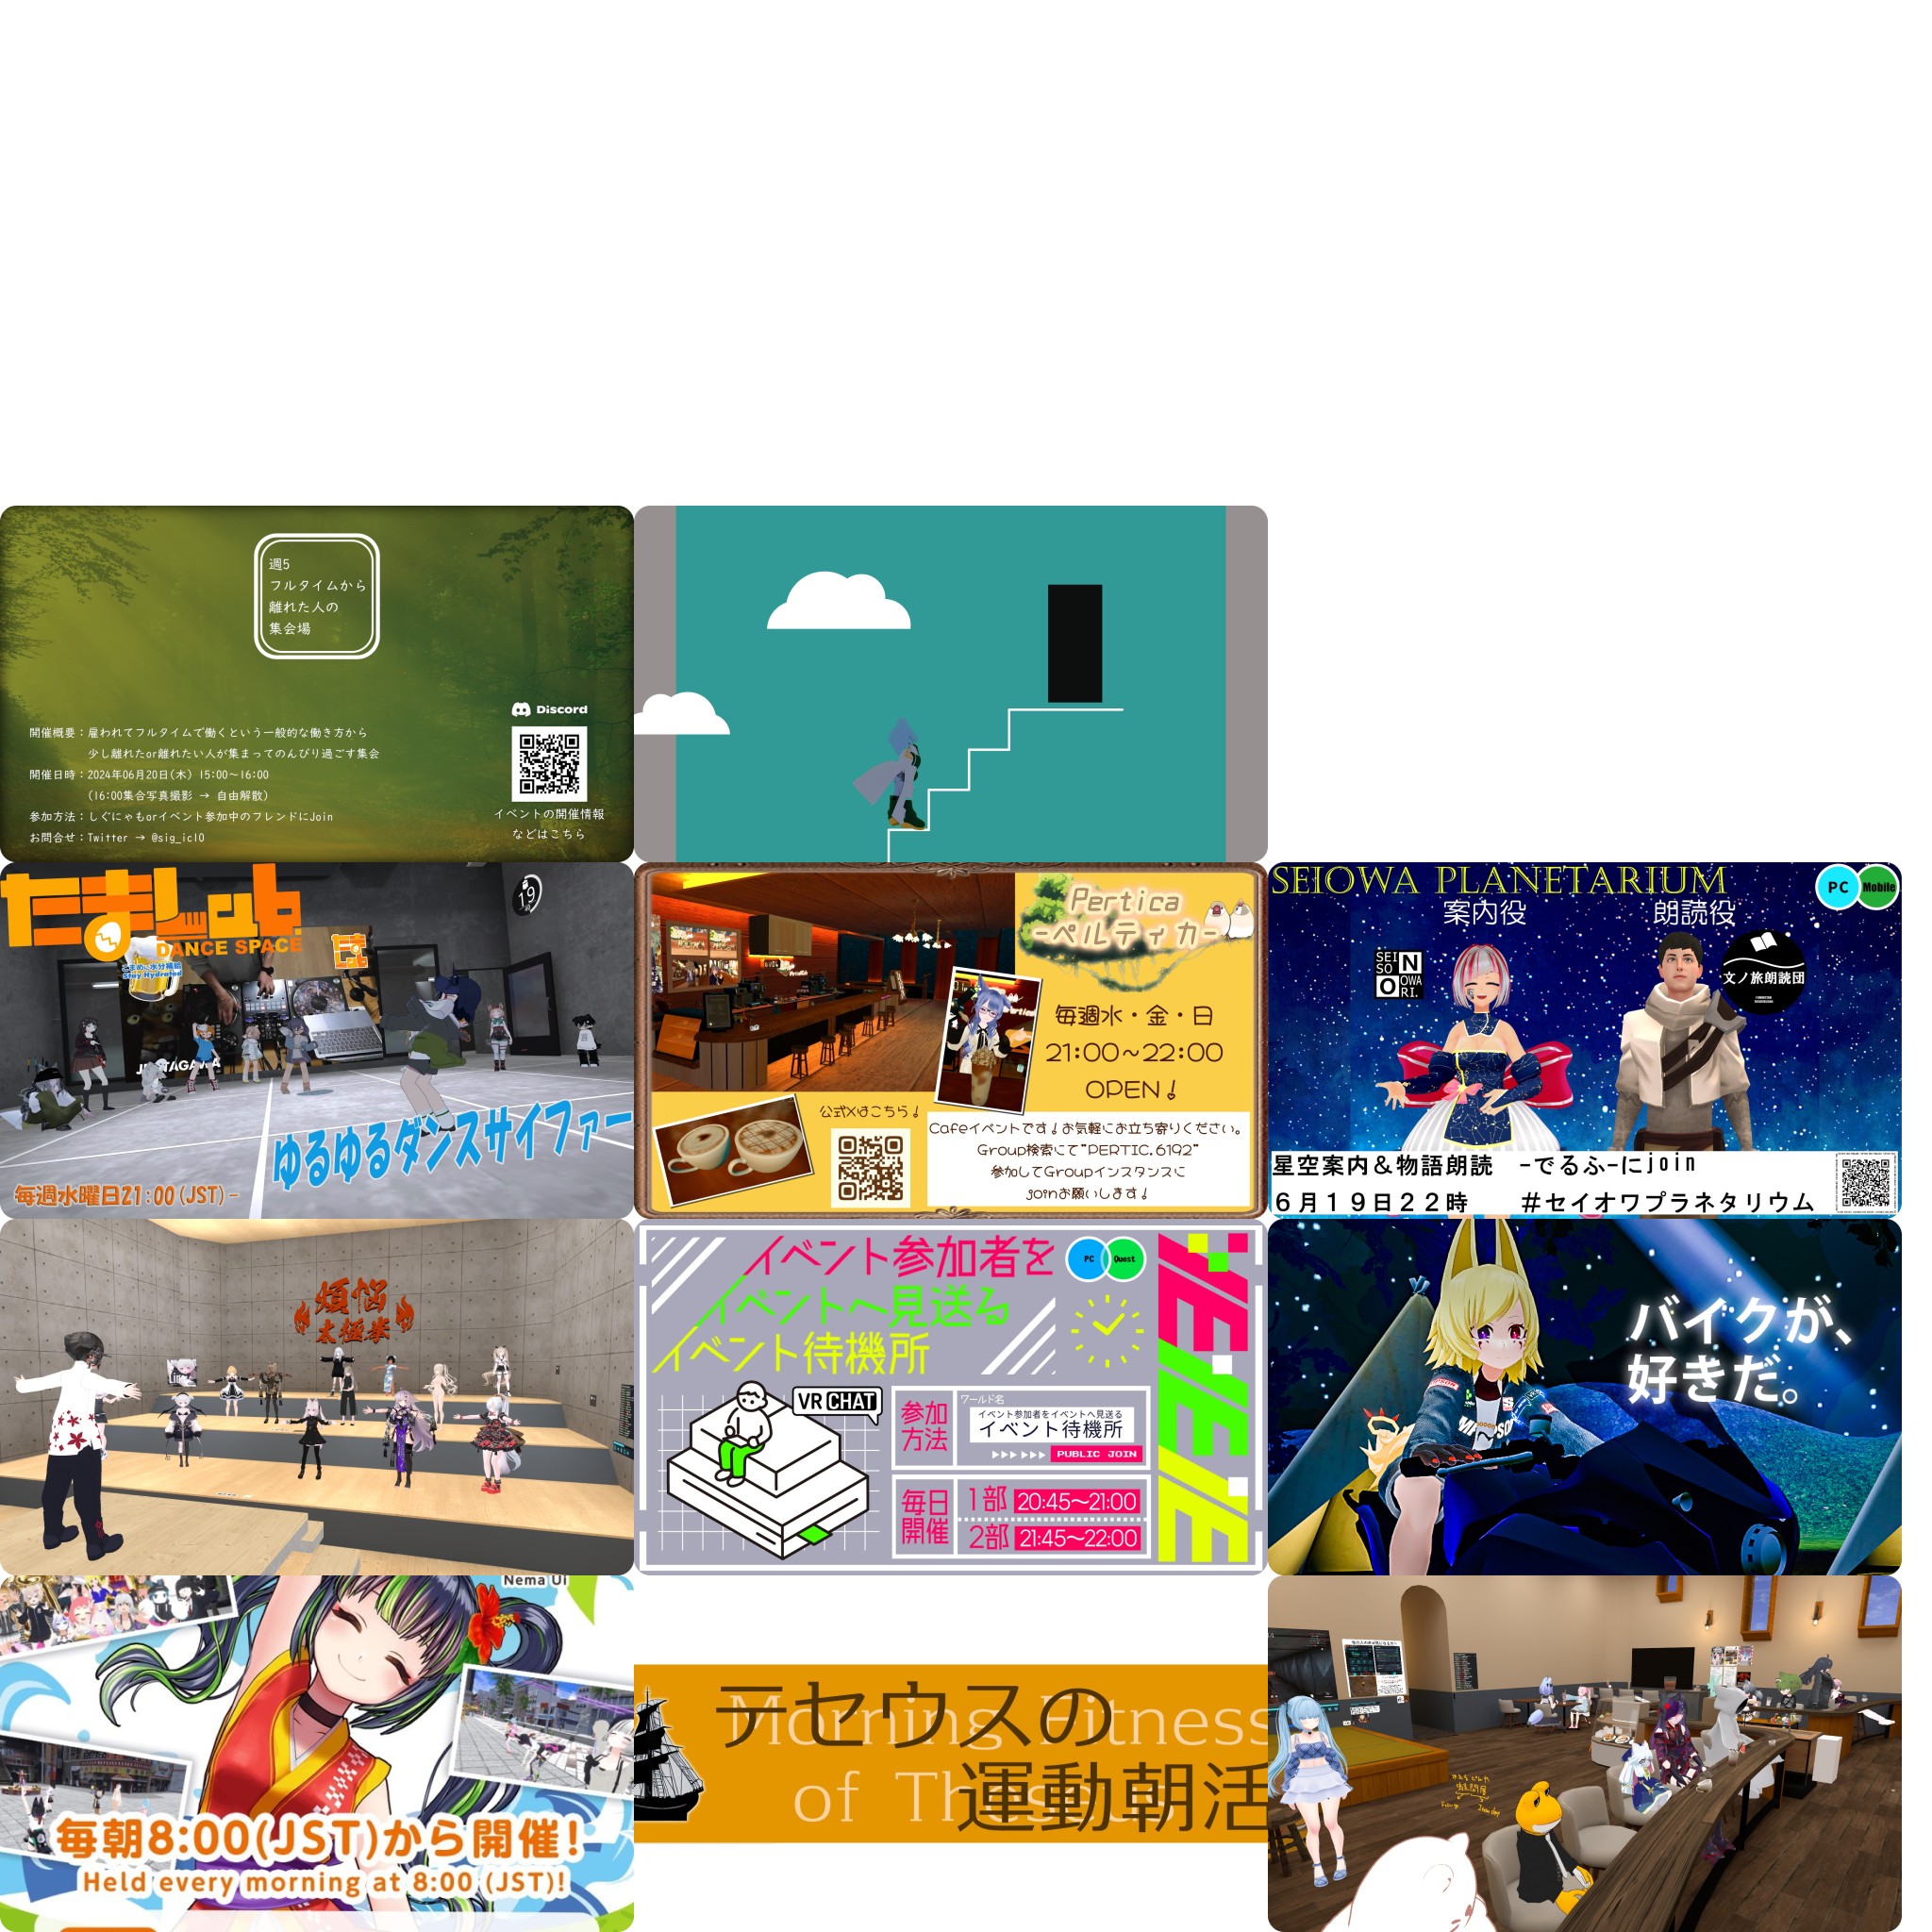 週5
フルタイムから
離れた人の
集会場
開催概要:雇われてフルタイムで働くという一般的な働き方から
少し離れたor離れたい人が集まってのんびり過ごす集会
開催日時:2024年06月20日(木) 15:00～16:00
(16:00集合写真撮影 → 自由解散)
参加方法:しぐにゃもorイベント参加中のフレンドにJoin
お問合せ:Twitter → @sig_icl0
Discord
イベントの開催情報
などはこちら
たまLab
DANCE SPACE
こまめに水分補給
Stay Hydrated
たま
19
ゆるゆるダンスサイファー
毎週水曜日21:00(JST)-
Pertica
-ペルティカ-
毎週水・金・日
21:00~22:00
OPEN!
公式Xはこちら!
Cafeイベントです!お気軽にお立ち寄りください。
Group検索にて"PERTIC.6192"
参加してGroupインスタンスに
joinお願いします!
SEIOWA PLANETARIUM
PC
Mobile
案内役
朗読役
SEI
SO N
O OWA
RI.
文ノ旅朗読団
星空案内&物語朗読 -でるふ-にjoin
6月19日22時 #セイオワプラネタリウム
煩悩
太極拳
イベント参加者を
イベントへ見送る
イベント待機所
PC
Quest
VRCHAT
参加
方法
ワールド名
イベント参加者をイベントへ見送る
イベント待機所
PUBLIC JOIN
毎日
開催
1部 20:45～21:00
2部 21:45～22:00
バイクが、
好きだ。
Nema Ui
毎朝8:00(JST)から開催!
Held every morning at 8:00 (JST)!
テセウスの
運動朝活
Morning Fitness
of Theseus